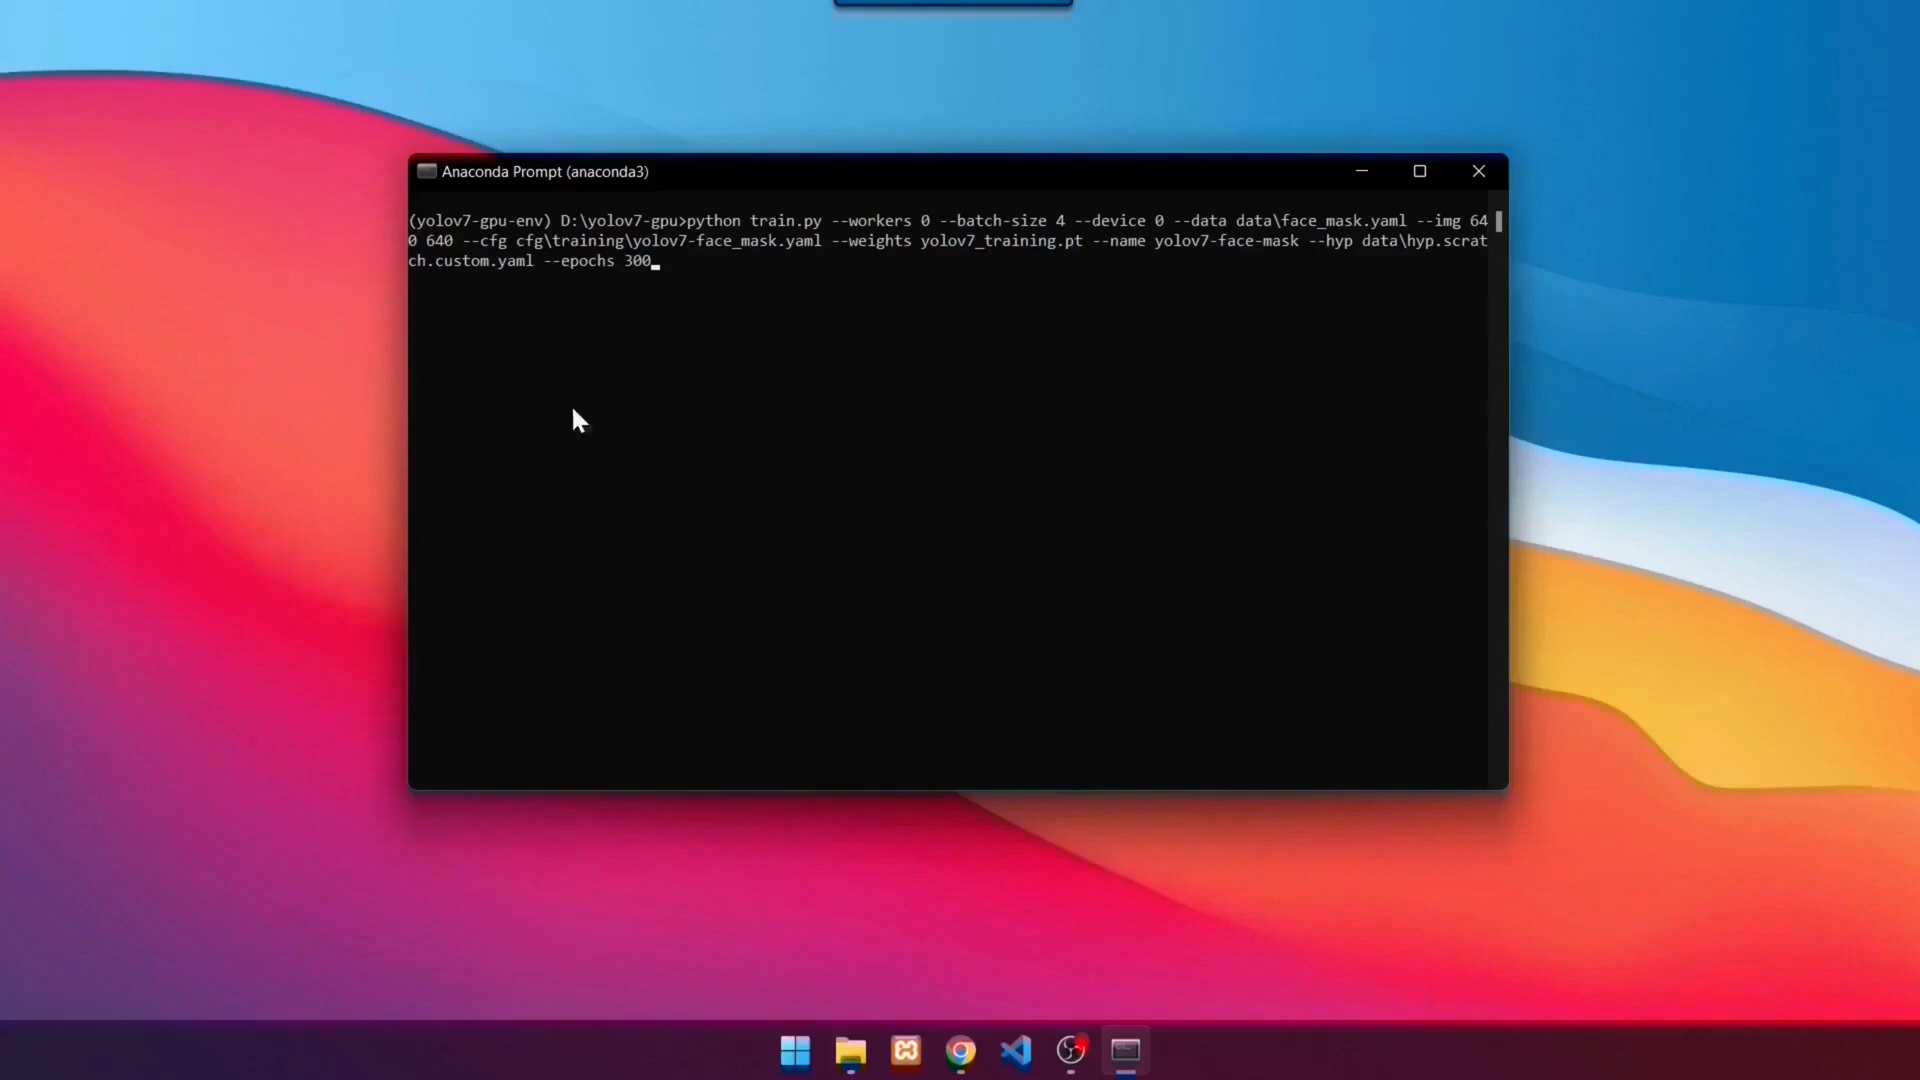 Anaconda Prompt (anaconda3)
(yolov7-gpu-env) D:\yolov7-gpu>python train.py --workers 0 --batch-size 4 --device 0 --data data\face_mask.yaml --img 64
0 640 --cfg cfg\training\yolov7-face_mask.yaml --weights yolov7_training.pt --name yolov7-face-mask --hyp data\hyp.scrat
ch.custom.yaml --epochs 300